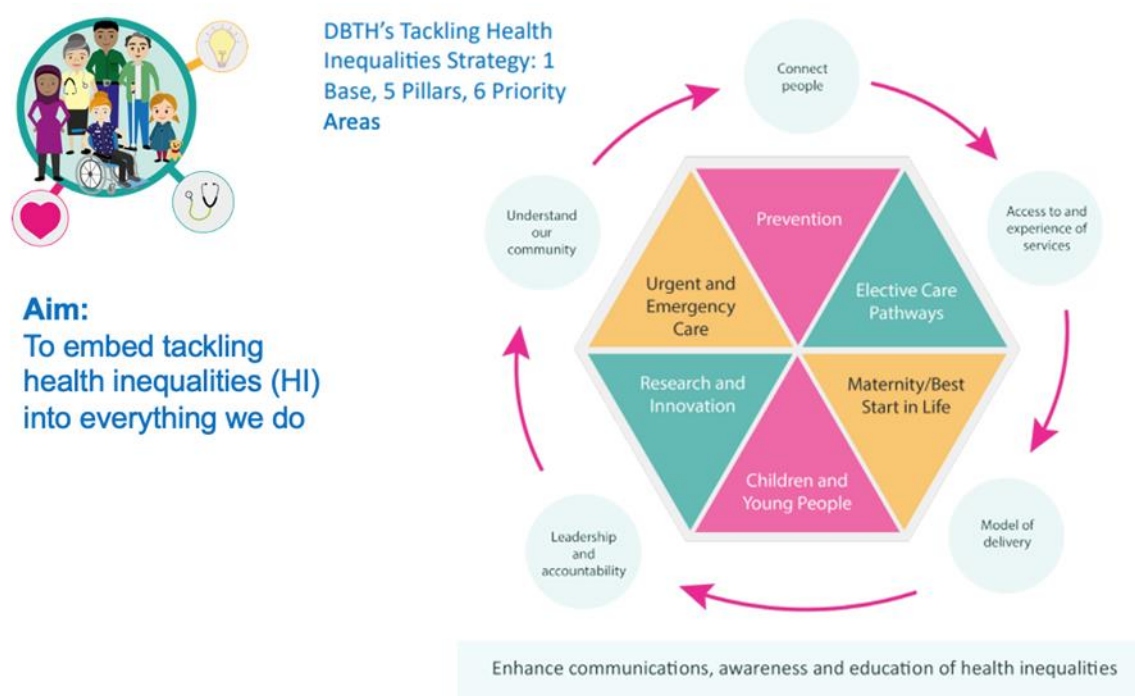 DBTH's Tackling Health
Inequalities Strategy: 1
Base, 5 Pillars, 6 Priority
Areas
Aim:
To embed tackling
health inequalities (HI)
into everything we do
Connect
people
Access to and
experience of
services
Model of
delivery
Leadership
and
accountability
Understand
our
community
Prevention
Elective Care
Pathways
Maternity/Best
Start in Life
Children and
Young People
Research and
Innovation
Urgent and
Emergency
Care
Enhance communications, awareness and education of health inequalities